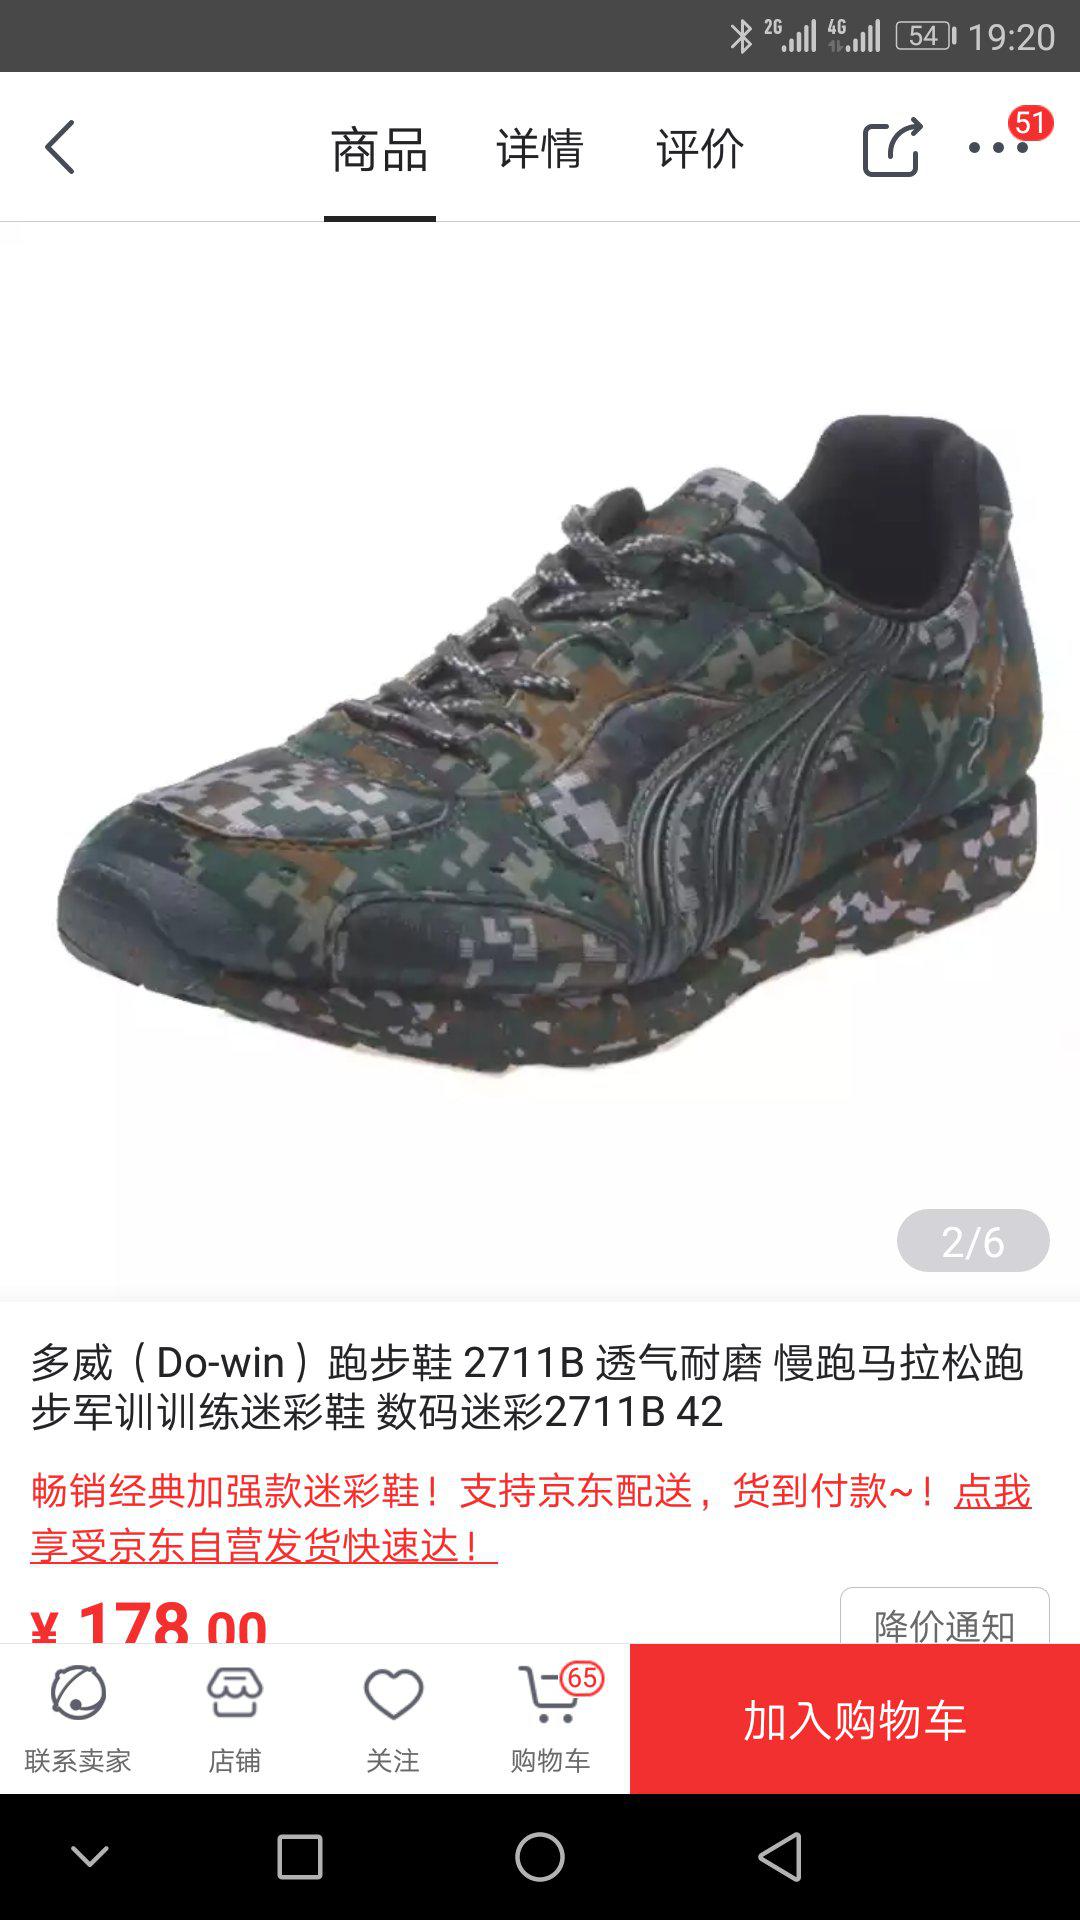 2G 4G 54 19:20
商品 详情 评价 51
2/6
多威（Do-win）跑步鞋 2711B 透气耐磨 慢跑马拉松跑
步军训训练迷彩鞋 数码迷彩2711B 42
畅销经典加强款迷彩鞋！支持京东配送，货到付款~！点我
享受京东自营发货快速达！
¥ 178.00 降价通知
65
联系卖家 店铺 关注 购物车 加入购物车